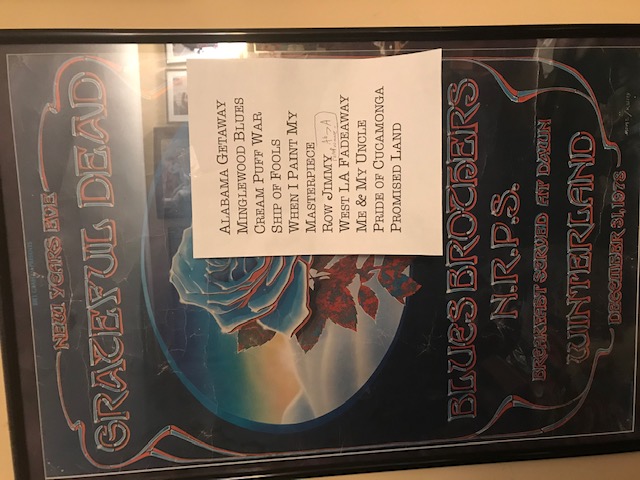 NEW YEARS EVE
GRATEFUL DEAD
ALABAMA GETAWAY
MINGLEWOOD BLUES
CREAM PUFF WAR
SHIP OF FOOLS
WHEN I PAINT MY
MASTERPIECE
ROW JIMMY
WEST LA FADEAWAY
ME & MY UNCLE
PRIDE OF CUCAMONGA
PROMISED LAND
BLUES BROTHERS
N.R.P.S.
BREAKFAST SERVED AT DAWN
WINTERLAND
DECEMBER 31, 1978